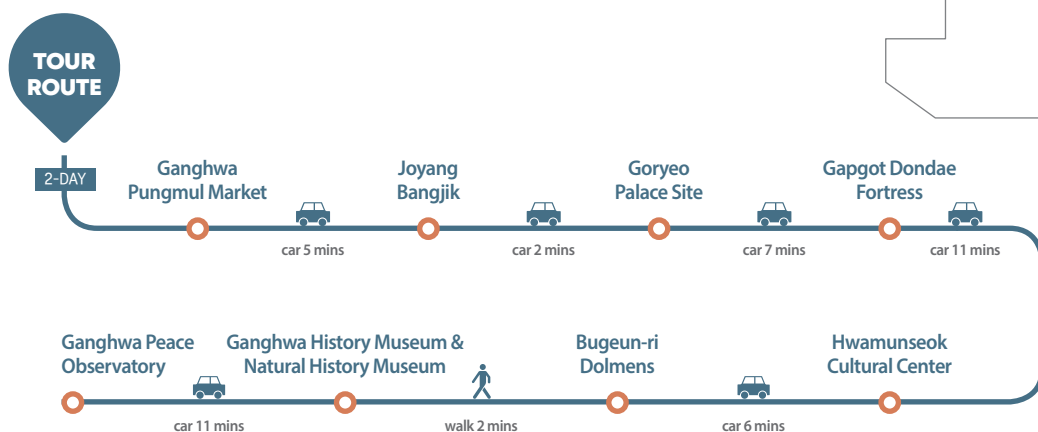 TOUR
ROUTE
2-DAY
Ganghwa
Pungmul Market
car 5 mins
Joyang
Bangjik
car 2 mins
Goryeo
Palace Site
car 7 mins
Gapgot Dondae
Fortress
car 11 mins
Ganghwa Peace
Observatory
car 11 mins
Ganghwa History Museum &
Natural History Museum
walk 2 mins
Bugeun-ri
Dolmens
car 6 mins
Hwamunseok
Cultural Center